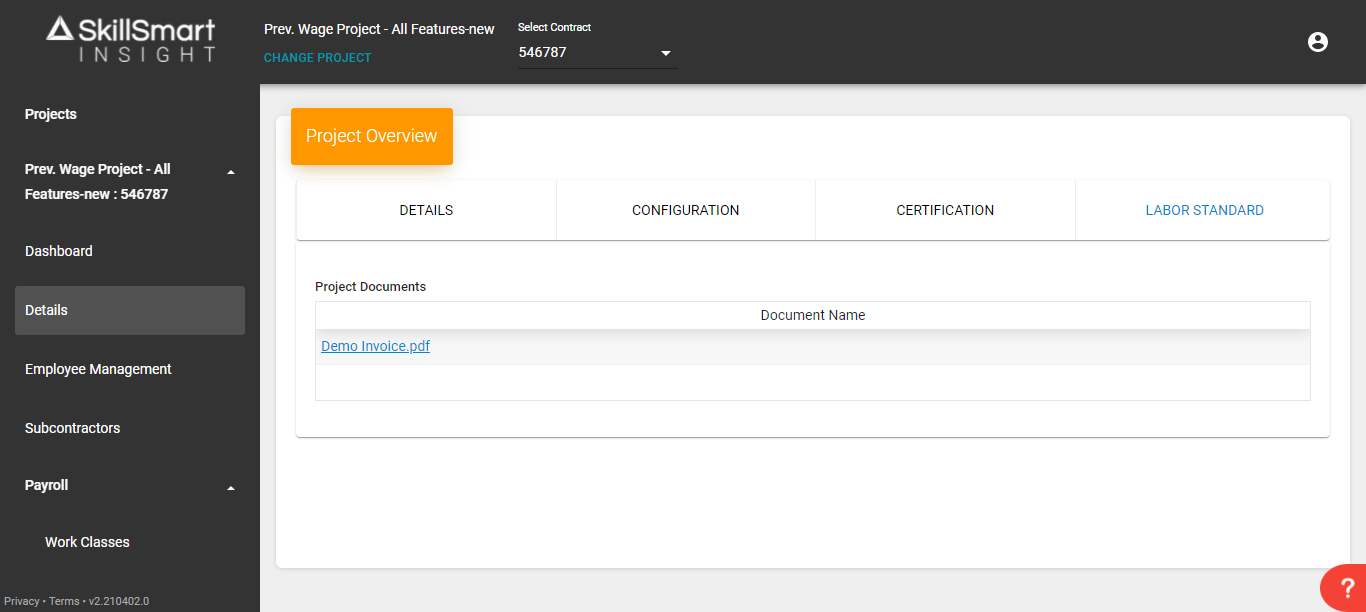 SkillSmart
INSIGHT
Prev. Wage Project - All Features-new
CHANGE PROJECT
Select Contract
546787
Projects
Prev. Wage Project - All
Features-new : 546787
Dashboard
Details
Employee Management
Subcontractors
Payroll
Work Classes
Privacy • Terms • v2.210402.0
Project Overview
DETAILS
CONFIGURATION
CERTIFICATION
LABOR STANDARD
Project Documents
Document Name
Demo Invoice.pdf
?